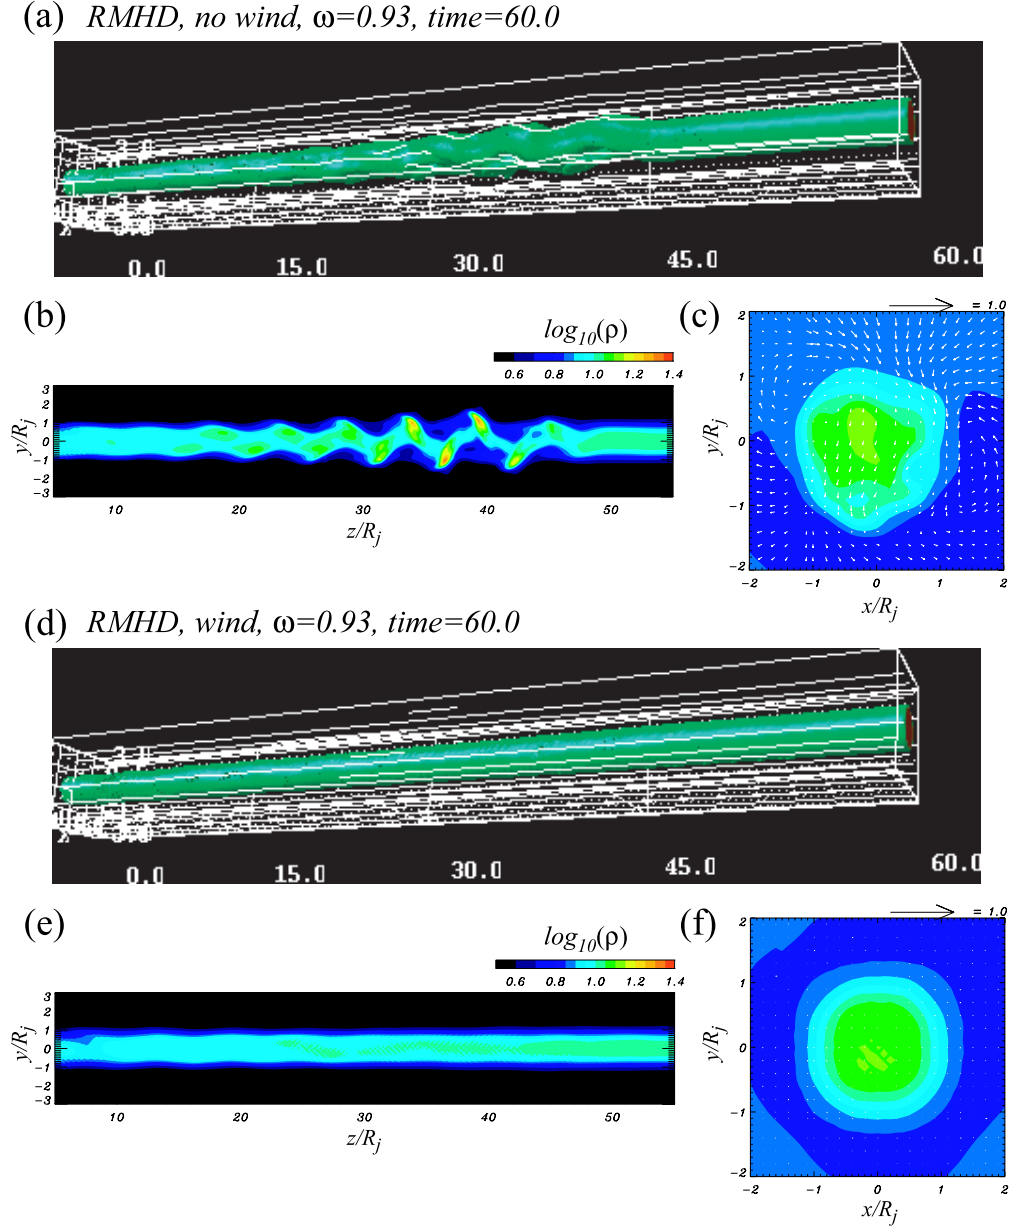 (a) RMHD, no wind, ω=0.93, time=60.0
0.0 15.0 30.0 45.0 60.0
(b)
log10(ρ)
0.6 0.8 1.0 1.2 1.4
3
2
1
0
-1
-2
-3
y/Rj
10 20 30 40 50
z/Rj
(c)
= 1.0
2
1
0
-1
-2
y/Rj
-2 -1 0 1 2
x/Rj
(d) RMHD, wind, ω=0.93, time=60.0
0.0 15.0 30.0 45.0 60.0
(e)
log10(ρ)
0.6 0.8 1.0 1.2 1.4
3
2
1
0
-1
-2
-3
y/Rj
10 20 30 40 50
z/Rj
(f)
= 1.0
2
1
0
-1
-2
y/Rj
-2 -1 0 1 2
x/Rj